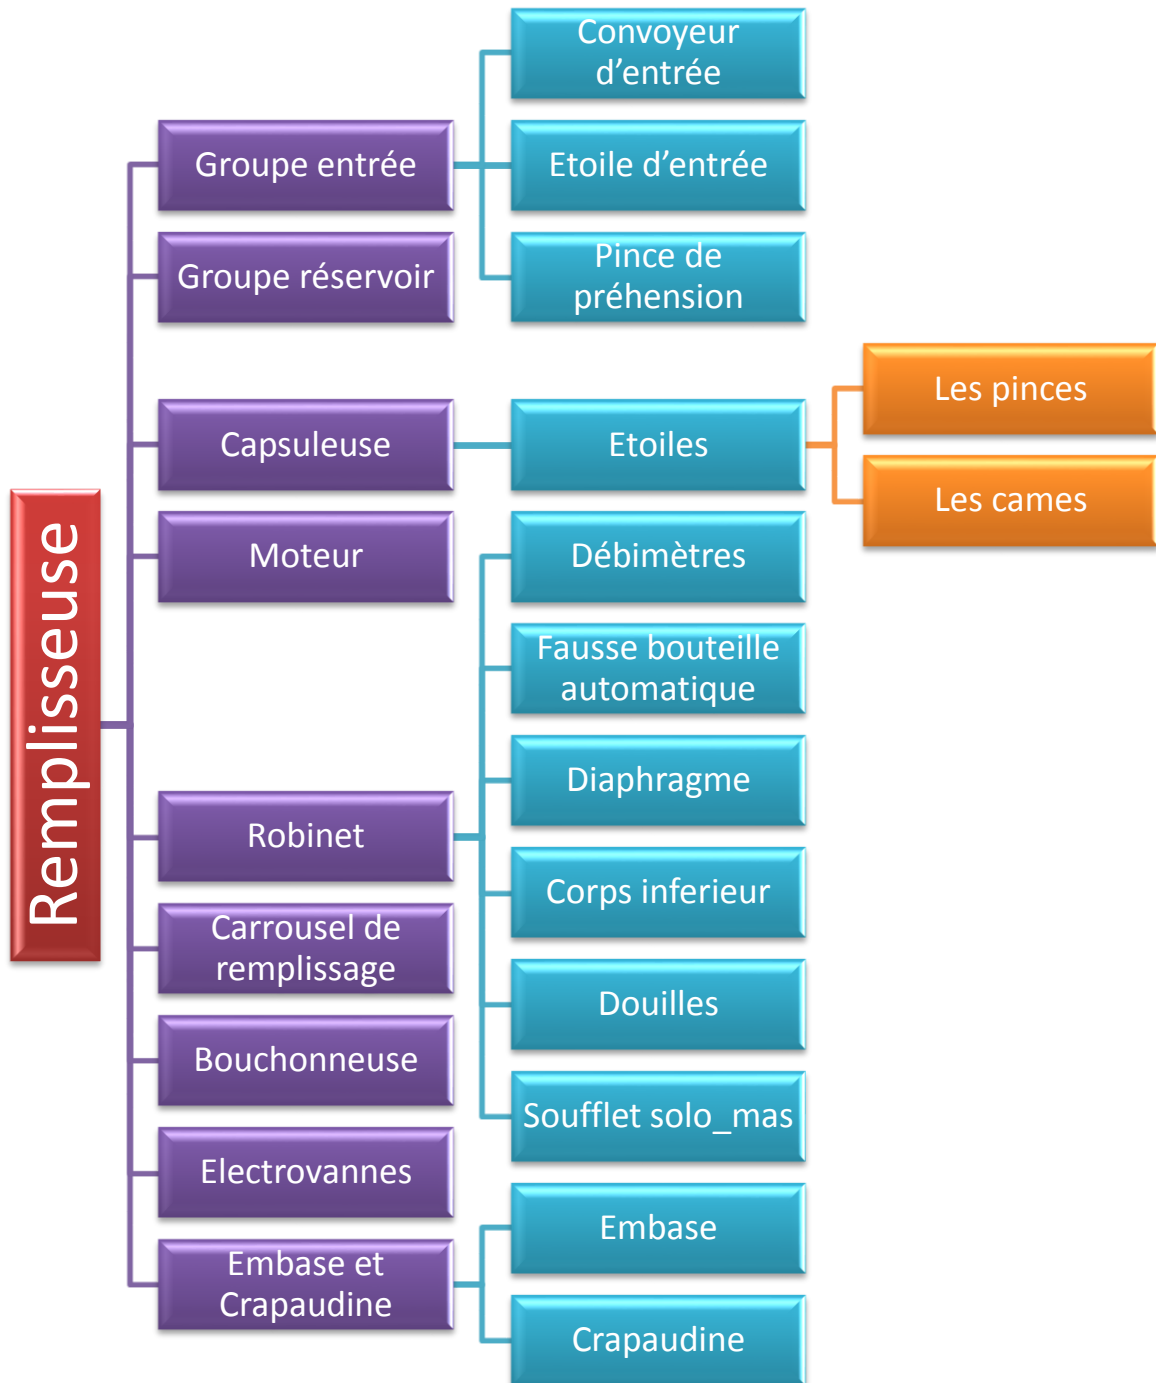 Remplisseuse
Groupe entrée
Convoyeur
d’entrée
Etoile d’entrée
Pince de
préhension
Groupe réservoir
Capsuleuse
Etoiles
Les pinces
Les cames
Moteur
Robinet
Débimètres
Fausse bouteille
automatique
Diaphragme
Corps inferieur
Douilles
Soufflet solo_mas
Carrousel de
remplissage
Bouchonneuse
Electrovannes
Embase et
Crapaudine
Embase
Crapaudine